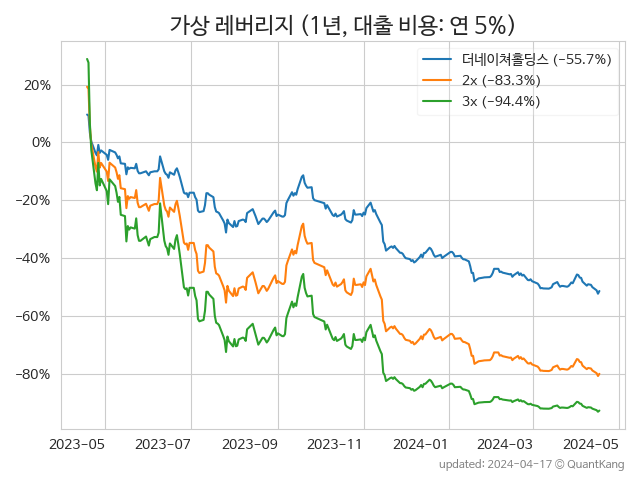 가상 레버리지 (1년, 대출 비용: 연 5%)
더네이쳐홀딩스 (−55.7%)
2x (−83.3%)
3x (−94.4%)
20%
0%
−20%
−40%
−60%
−80%
2023-05 2023-07 2023-09 2023-11 2024-01 2024-03 2024-05
updated: 2024-04-17 © QuantKang